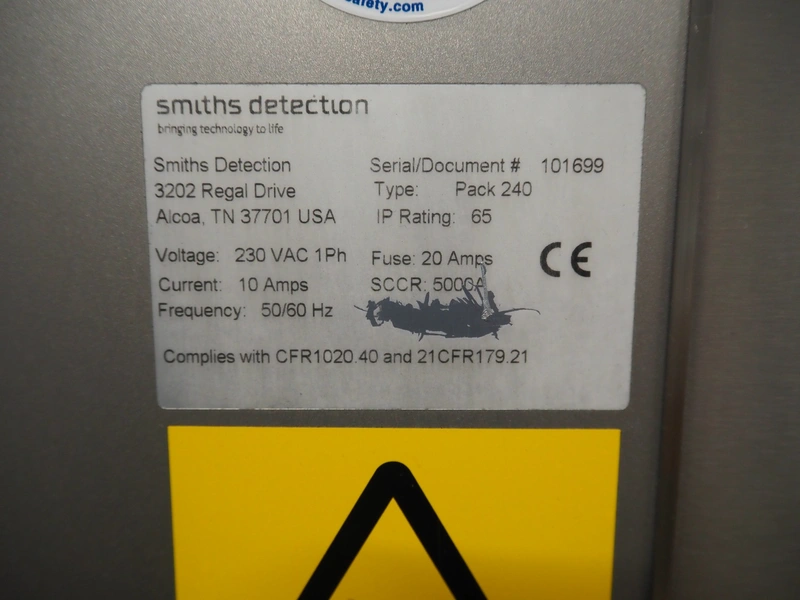 safety.com
smiths detection
bringing technology to life
Smiths Detection
3202 Regal Drive
Alcoa, TN 37701 USA
Serial/Document # 101699
Type: Pack 240
IP Rating: 65
Voltage: 230 VAC 1Ph
Current: 10 Amps
Frequency: 50/60 Hz
Fuse: 20 Amps
SCCR: 5000A
CE
Complies with CFR1020.40 and 21CFR179.21